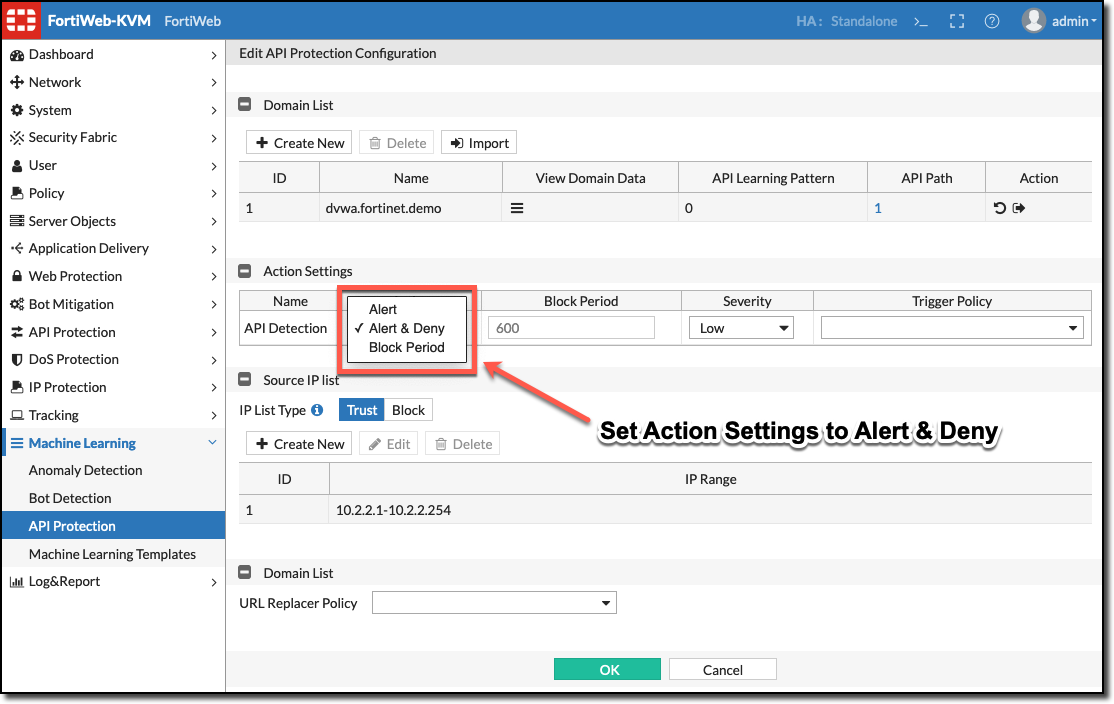 FortiWeb-KVM FortiWeb HA: Standalone >_ admin
Dashboard
Network
System
Security Fabric
User
Policy
Server Objects
Application Delivery
Web Protection
Bot Mitigation
API Protection
DoS Protection
IP Protection
Tracking
Machine Learning
Anomaly Detection
Bot Detection
API Protection
Machine Learning Templates
Log&Report
Edit API Protection Configuration
Domain List
Create New Delete Import
ID Name View Domain Data API Learning Pattern API Path Action
1 dvwa.fortinet.demo 0 1
Action Settings
Name Block Period Severity Trigger Policy
Alert
API Detection ✓ Alert & Deny 600 Low
Block Period
Source IP list
IP List Type Trust Block
Set Action Settings to Alert & Deny
Create New Edit Delete
ID IP Range
1 10.2.2.1-10.2.2.254
Domain List
URL Replacer Policy
OK Cancel